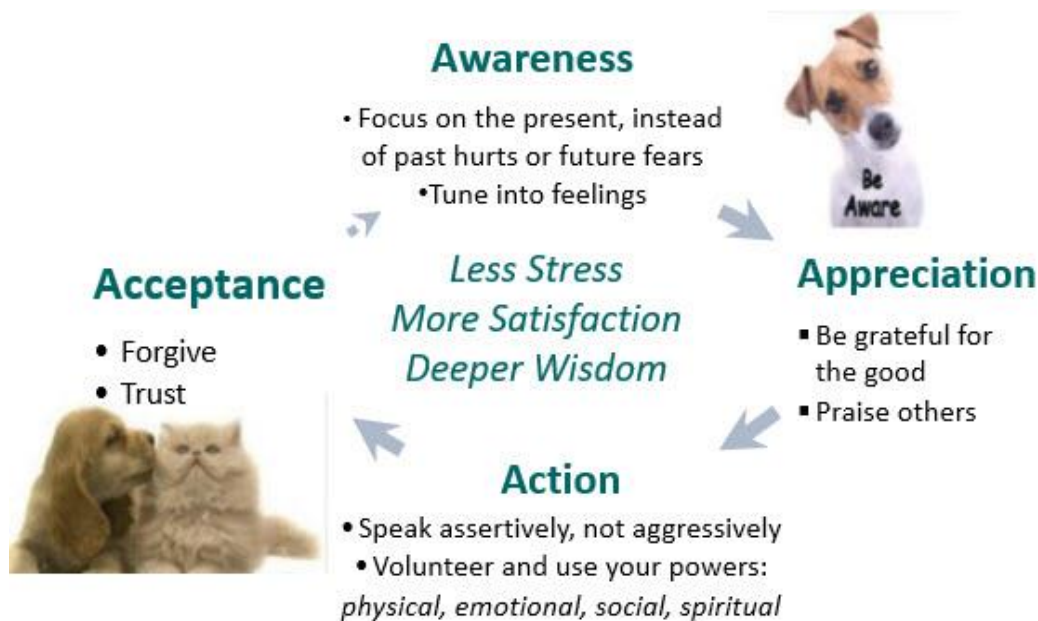 Awareness
• Focus on the present, instead
of past hurts or future fears
•Tune into feelings
Be
Aware
Appreciation
▪ Be grateful for
the good
▪ Praise others
Action
• Speak assertively, not aggressively
• Volunteer and use your powers:
physical, emotional, social, spiritual
Acceptance
• Forgive
• Trust
Less Stress
More Satisfaction
Deeper Wisdom